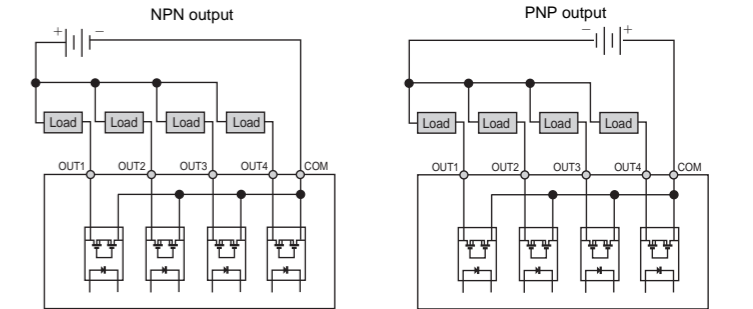 NPN output
PNP output
+ −
− +
Load Load Load Load
Load Load Load Load
OUT1 OUT2 OUT3 OUT4 COM
OUT1 OUT2 OUT3 OUT4 COM